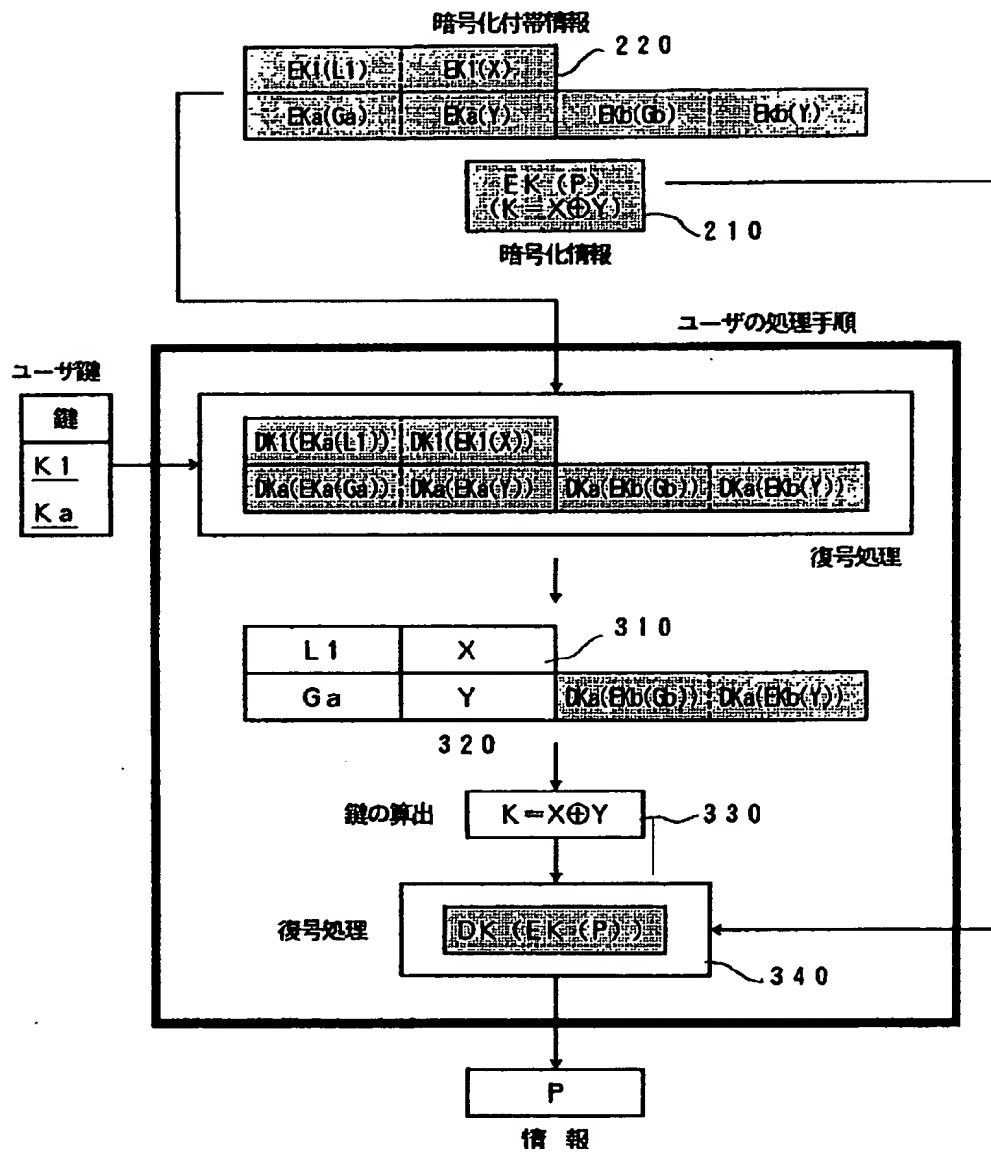 暗号化付帯情報
220
EK1(L1) EK1(X)
EKa(Ga) EKa(Y) EKb(Gb) EKb(Y)
EK(P)
(K=X⊕Y)
210
暗号化情報
ユーザの処理手順
ユーザ鍵
鍵
K1
Ka
DK1(EKa(L1)) DK1(EK1(X))
DKa(EKa(Ga)) DKa(EKa(Y)) DKa(EKb(Gb)) DKa(EKb(Y))
復号処理
310
L1 X
Ga Y DKa(EKb(Gb)) DKa(EKb(Y))
320
鍵の算出 K=X⊕Y 330
復号処理 DK(EK(P))
340
P
情報